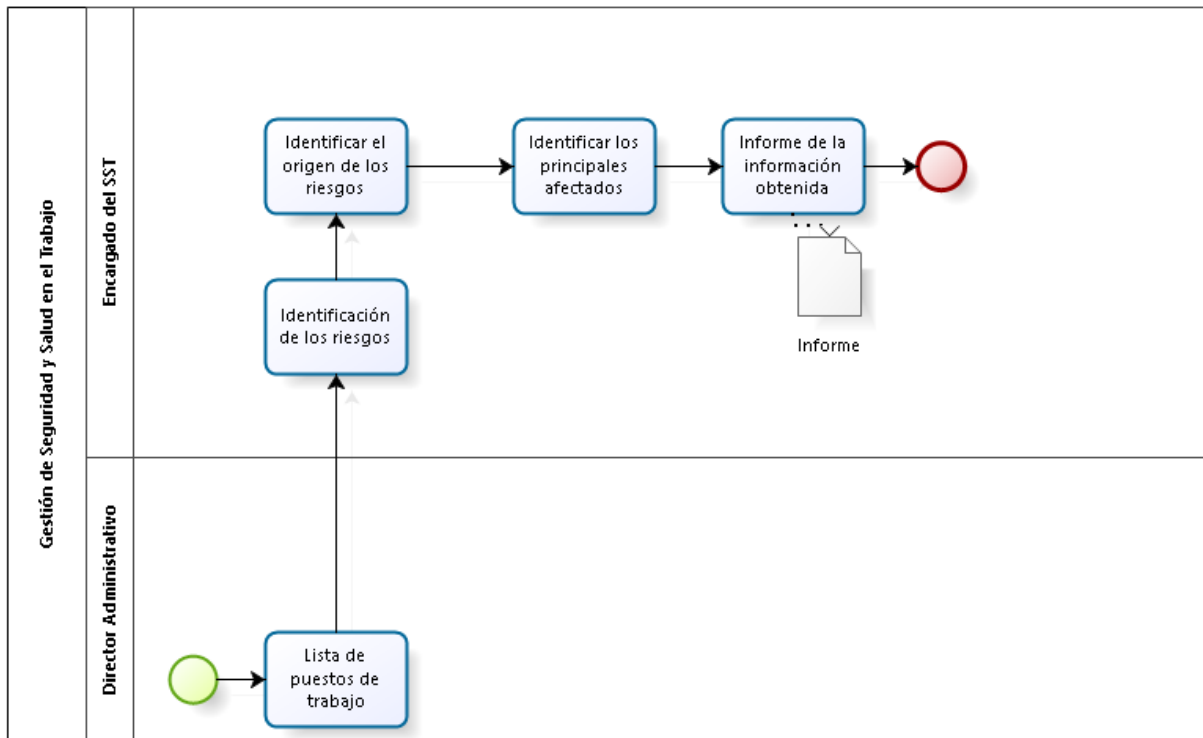 Gestión de Seguridad y Salud en el Trabajo
Encargado del SST
Identificar el
origen de los
riesgos
Identificar los
principales
afectados
Informe de la
información
obtenida
Informe
Identificación
de los riesgos
Director Administrativo
Lista de
puestos de
trabajo